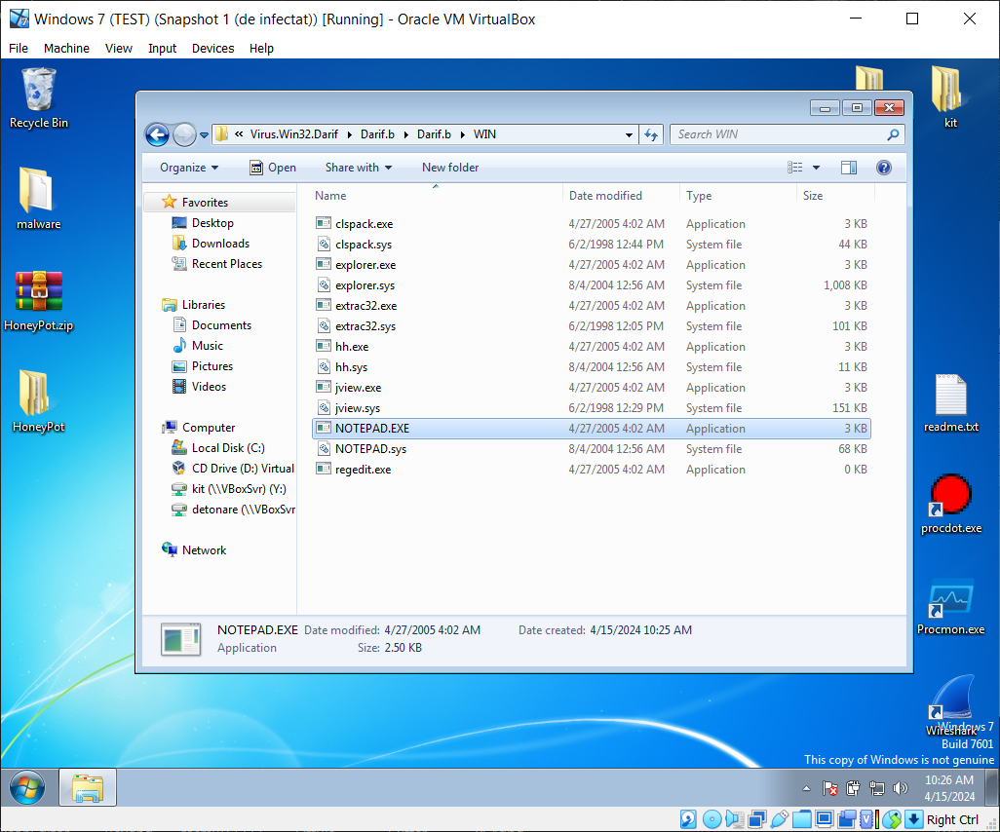 Windows 7 (TEST) (Snapshot 1 (de infectat)) [Running] - Oracle VM VirtualBox
File Machine View Input Devices Help
Recycle Bin
malware
HoneyPot.zip
HoneyPot
kit
readme.txt
procdot.exe
Procmon.exe
Wireshark
« Virus.Win32.Darif Darif.b Darif.b WIN
Search WIN
Organize Open Share with New folder
Favorites
Desktop
Downloads
Recent Places
Libraries
Documents
Music
Pictures
Videos
Computer
Local Disk (C:)
CD Drive (D:) Virtual
kit (\\VBoxSvr) (Y:)
detonare (\\VBoxSvr
Network
Name Date modified Type Size
clspack.exe 4/27/2005 4:02 AM Application 3 KB
clspack.sys 6/2/1998 12:44 PM System file 44 KB
explorer.exe 4/27/2005 4:02 AM Application 3 KB
explorer.sys 8/4/2004 12:56 AM System file 1,008 KB
extrac32.exe 4/27/2005 4:02 AM Application 3 KB
extrac32.sys 6/2/1998 12:05 PM System file 101 KB
hh.exe 4/27/2005 4:02 AM Application 3 KB
hh.sys 8/4/2004 12:56 AM System file 11 KB
jview.exe 4/27/2005 4:02 AM Application 3 KB
jview.sys 6/2/1998 12:29 PM System file 151 KB
NOTEPAD.EXE 4/27/2005 4:02 AM Application 3 KB
NOTEPAD.sys 8/4/2004 12:56 AM System file 68 KB
regedit.exe 4/27/2005 4:02 AM Application 0 KB
NOTEPAD.EXE Date modified: 4/27/2005 4:02 AM Date created: 4/15/2024 10:25 AM
Application Size: 2.50 KB
Windows 7
Build 7601
This copy of Windows is not genuine
10:26 AM
4/15/2024
Right Ctrl